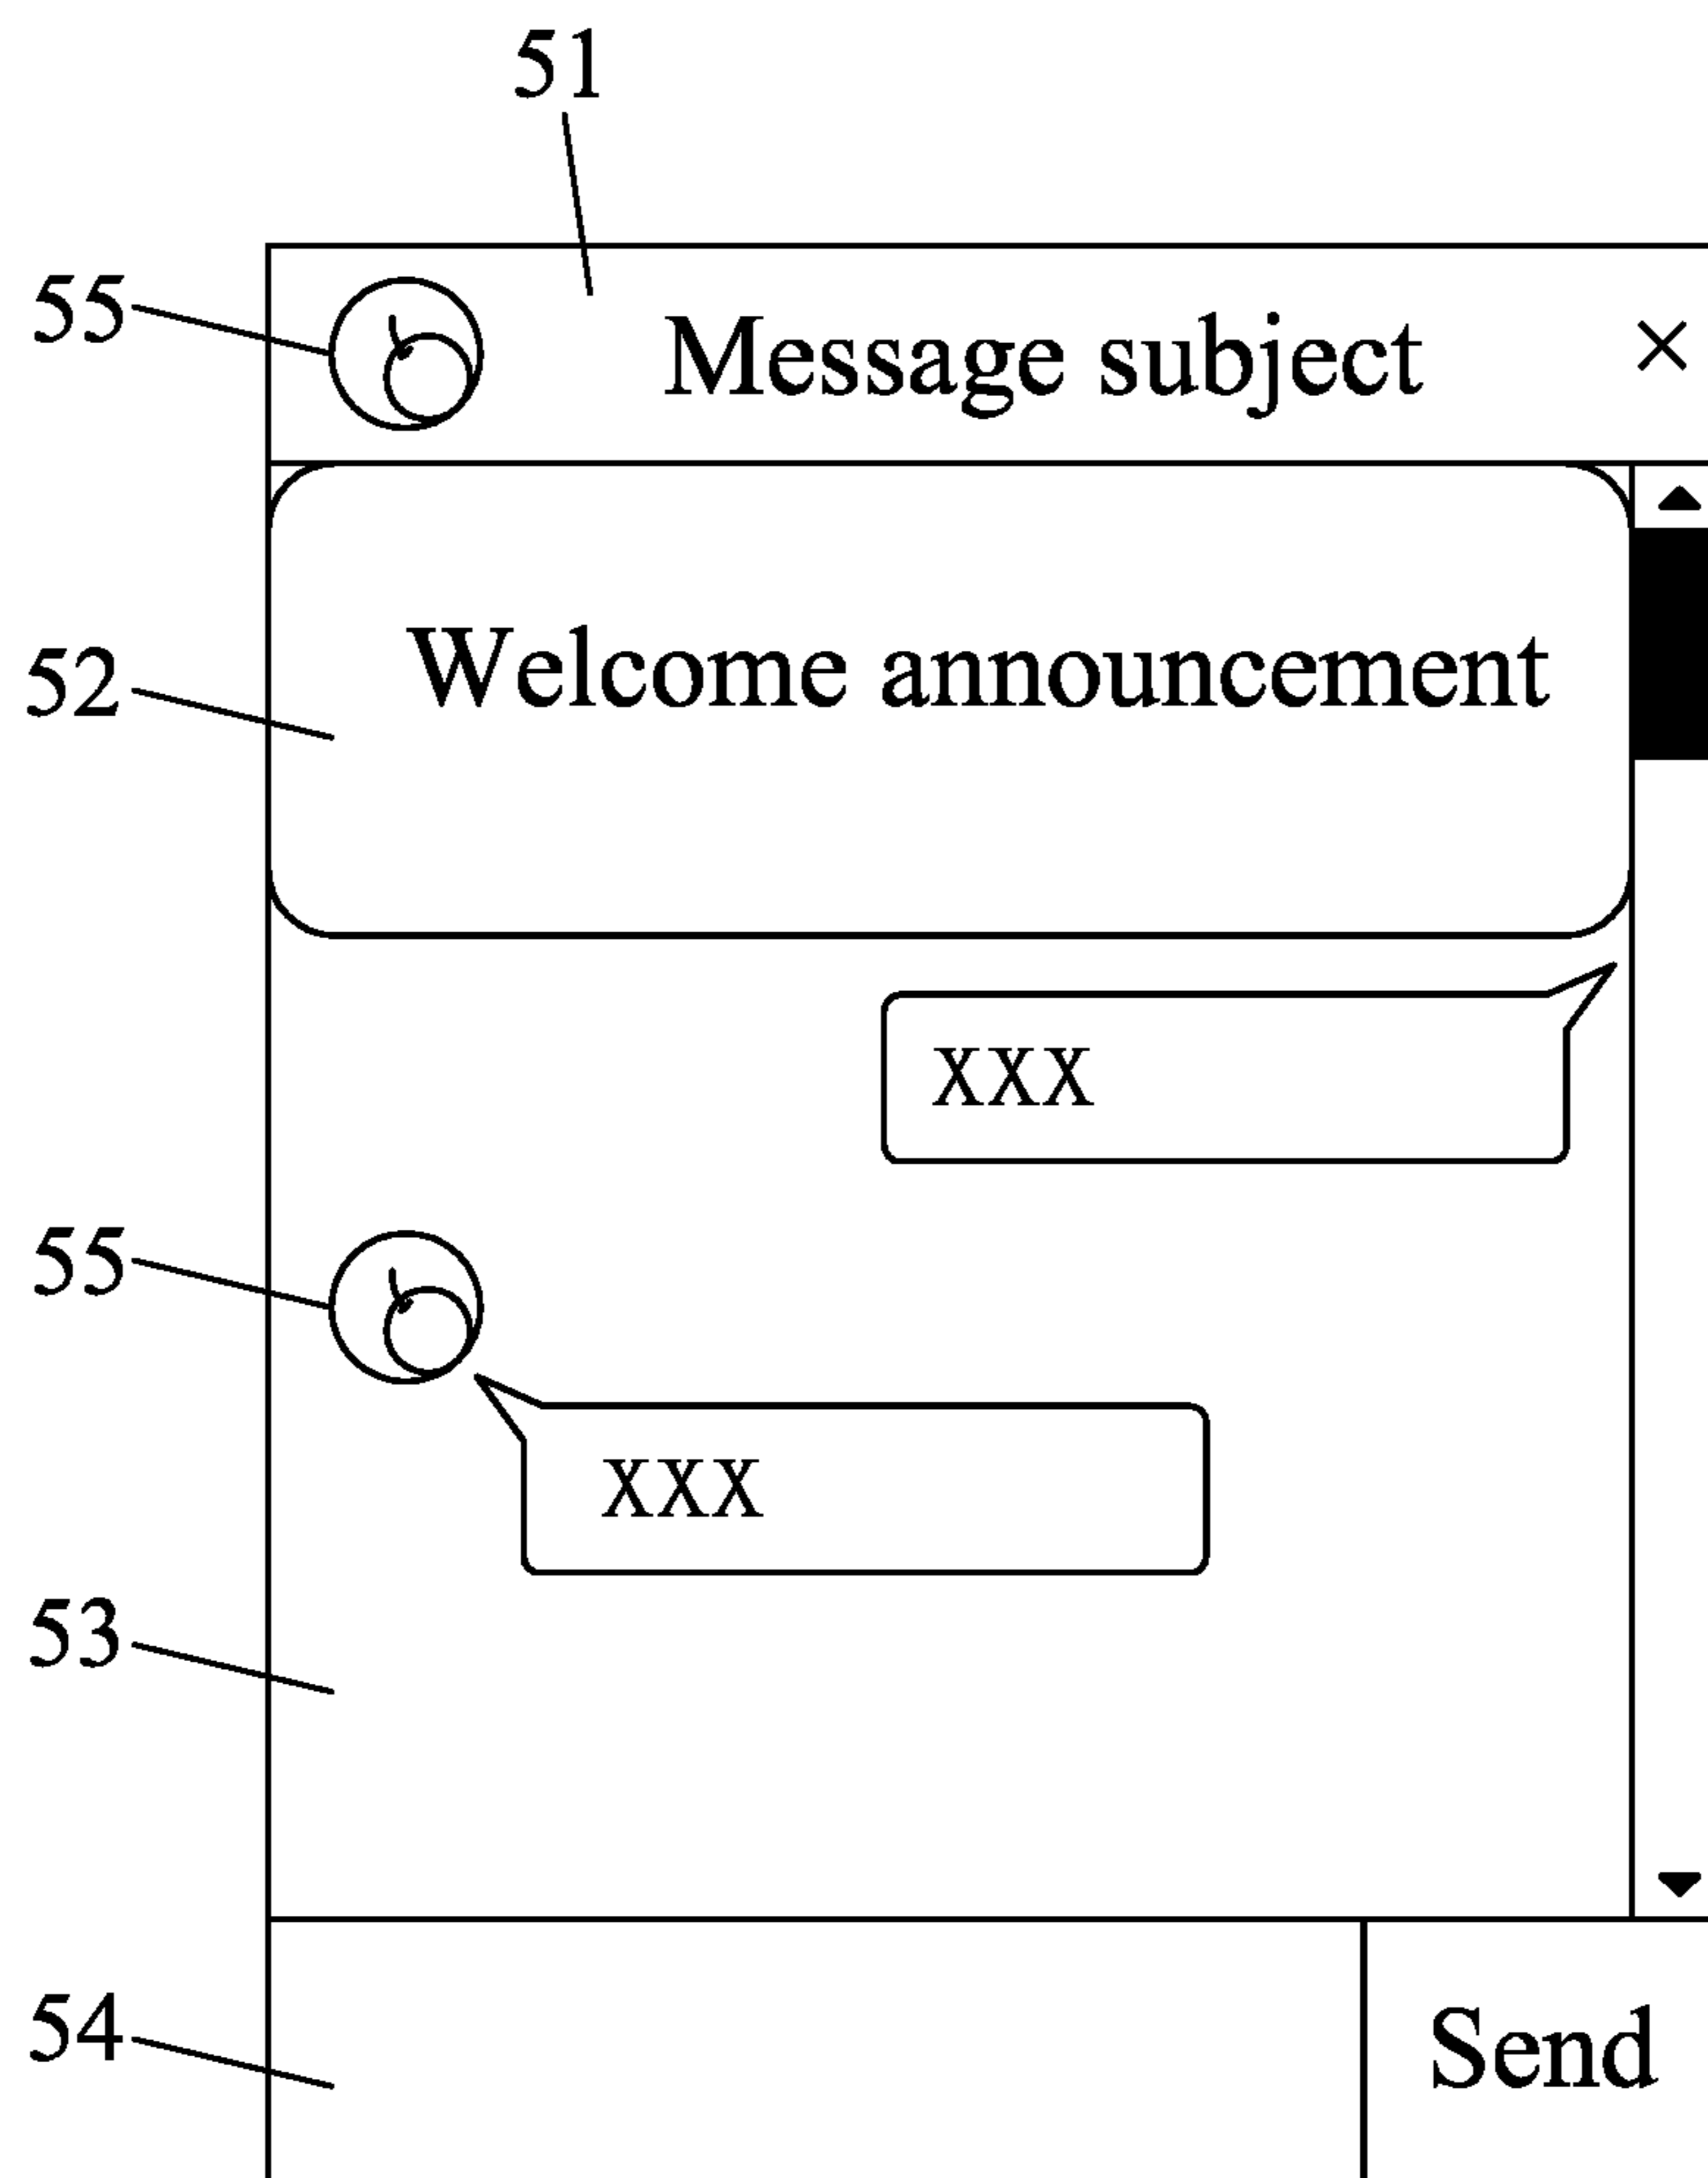 51
55
Message subject ×
52
Welcome announcement
XXX
55
XXX
53
54
Send